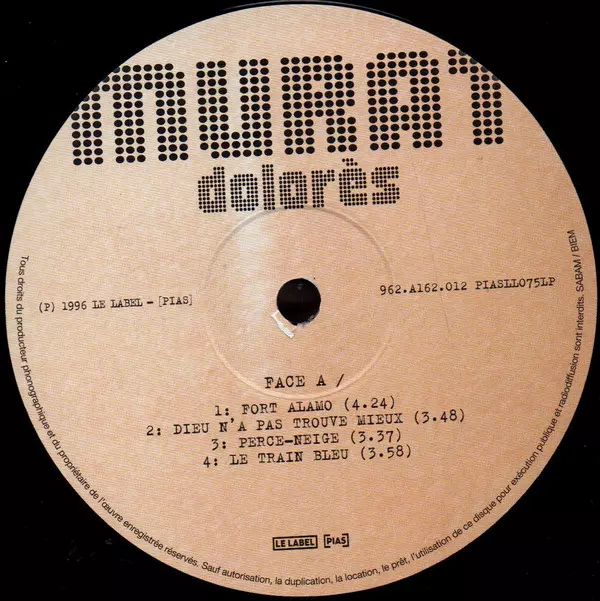 MURAT
dolorès
(P) 1996 LE LABEL - [PIAS]
962.A162.012 PIASLL075LP
FACE A /
1: FORT ALAMO (4.24)
2: DIEU N'A PAS TROUVE MIEUX (3.48)
3: PERCE-NEIGE (3.37)
4: LE TRAIN BLEU (3.58)
LE LABEL [PIAS]
Tous droits du producteur phonographique et du propriétaire de l'œuvre enregistrée réservés. Sauf autorisation, la duplication, la location, le prêt, l'utilisation de ce disque pour exécution publique et radiodiffusion sont interdits. SABAM / BIEM